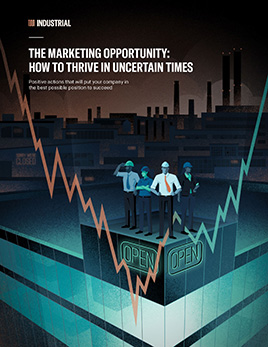 INDUSTRIAL
THE MARKETING OPPORTUNITY:
HOW TO THRIVE IN UNCERTAIN TIMES
Positive actions that will put your company in
the best possible position to succeed
OPEN OPEN